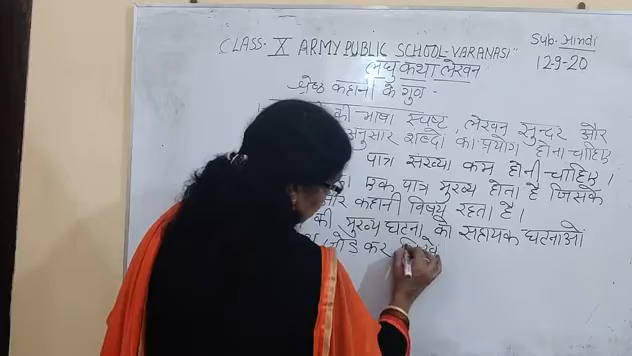 CLASS- X ARMY PUBLIC SCHOOL-VARANASI"
Sub- Hindi
लघु कथा लेखन
12-9-20
श्रेष्ठ कहानी के गुण -
की भाषा स्पष्ट, लेखन सुन्दर और
अनुसार शब्दों का प्रयोग होना चाहिए
पात्र संख्या कम होनी चाहिए।
एक पात्र मुख्य होता है जिसके
और कहानी विषय रहता है।
की मुख्य घटना को सहायक घटनाओं
जोड़ कर